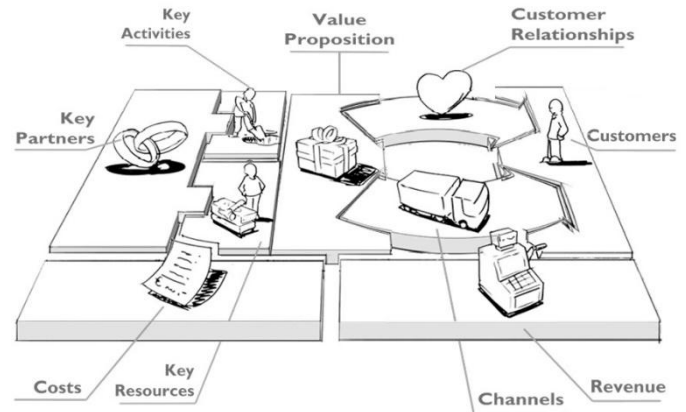 Key
Activities
Value
Proposition
Customer
Relationships
Key
Partners
Customers
Costs
Key
Resources
Channels
Revenue